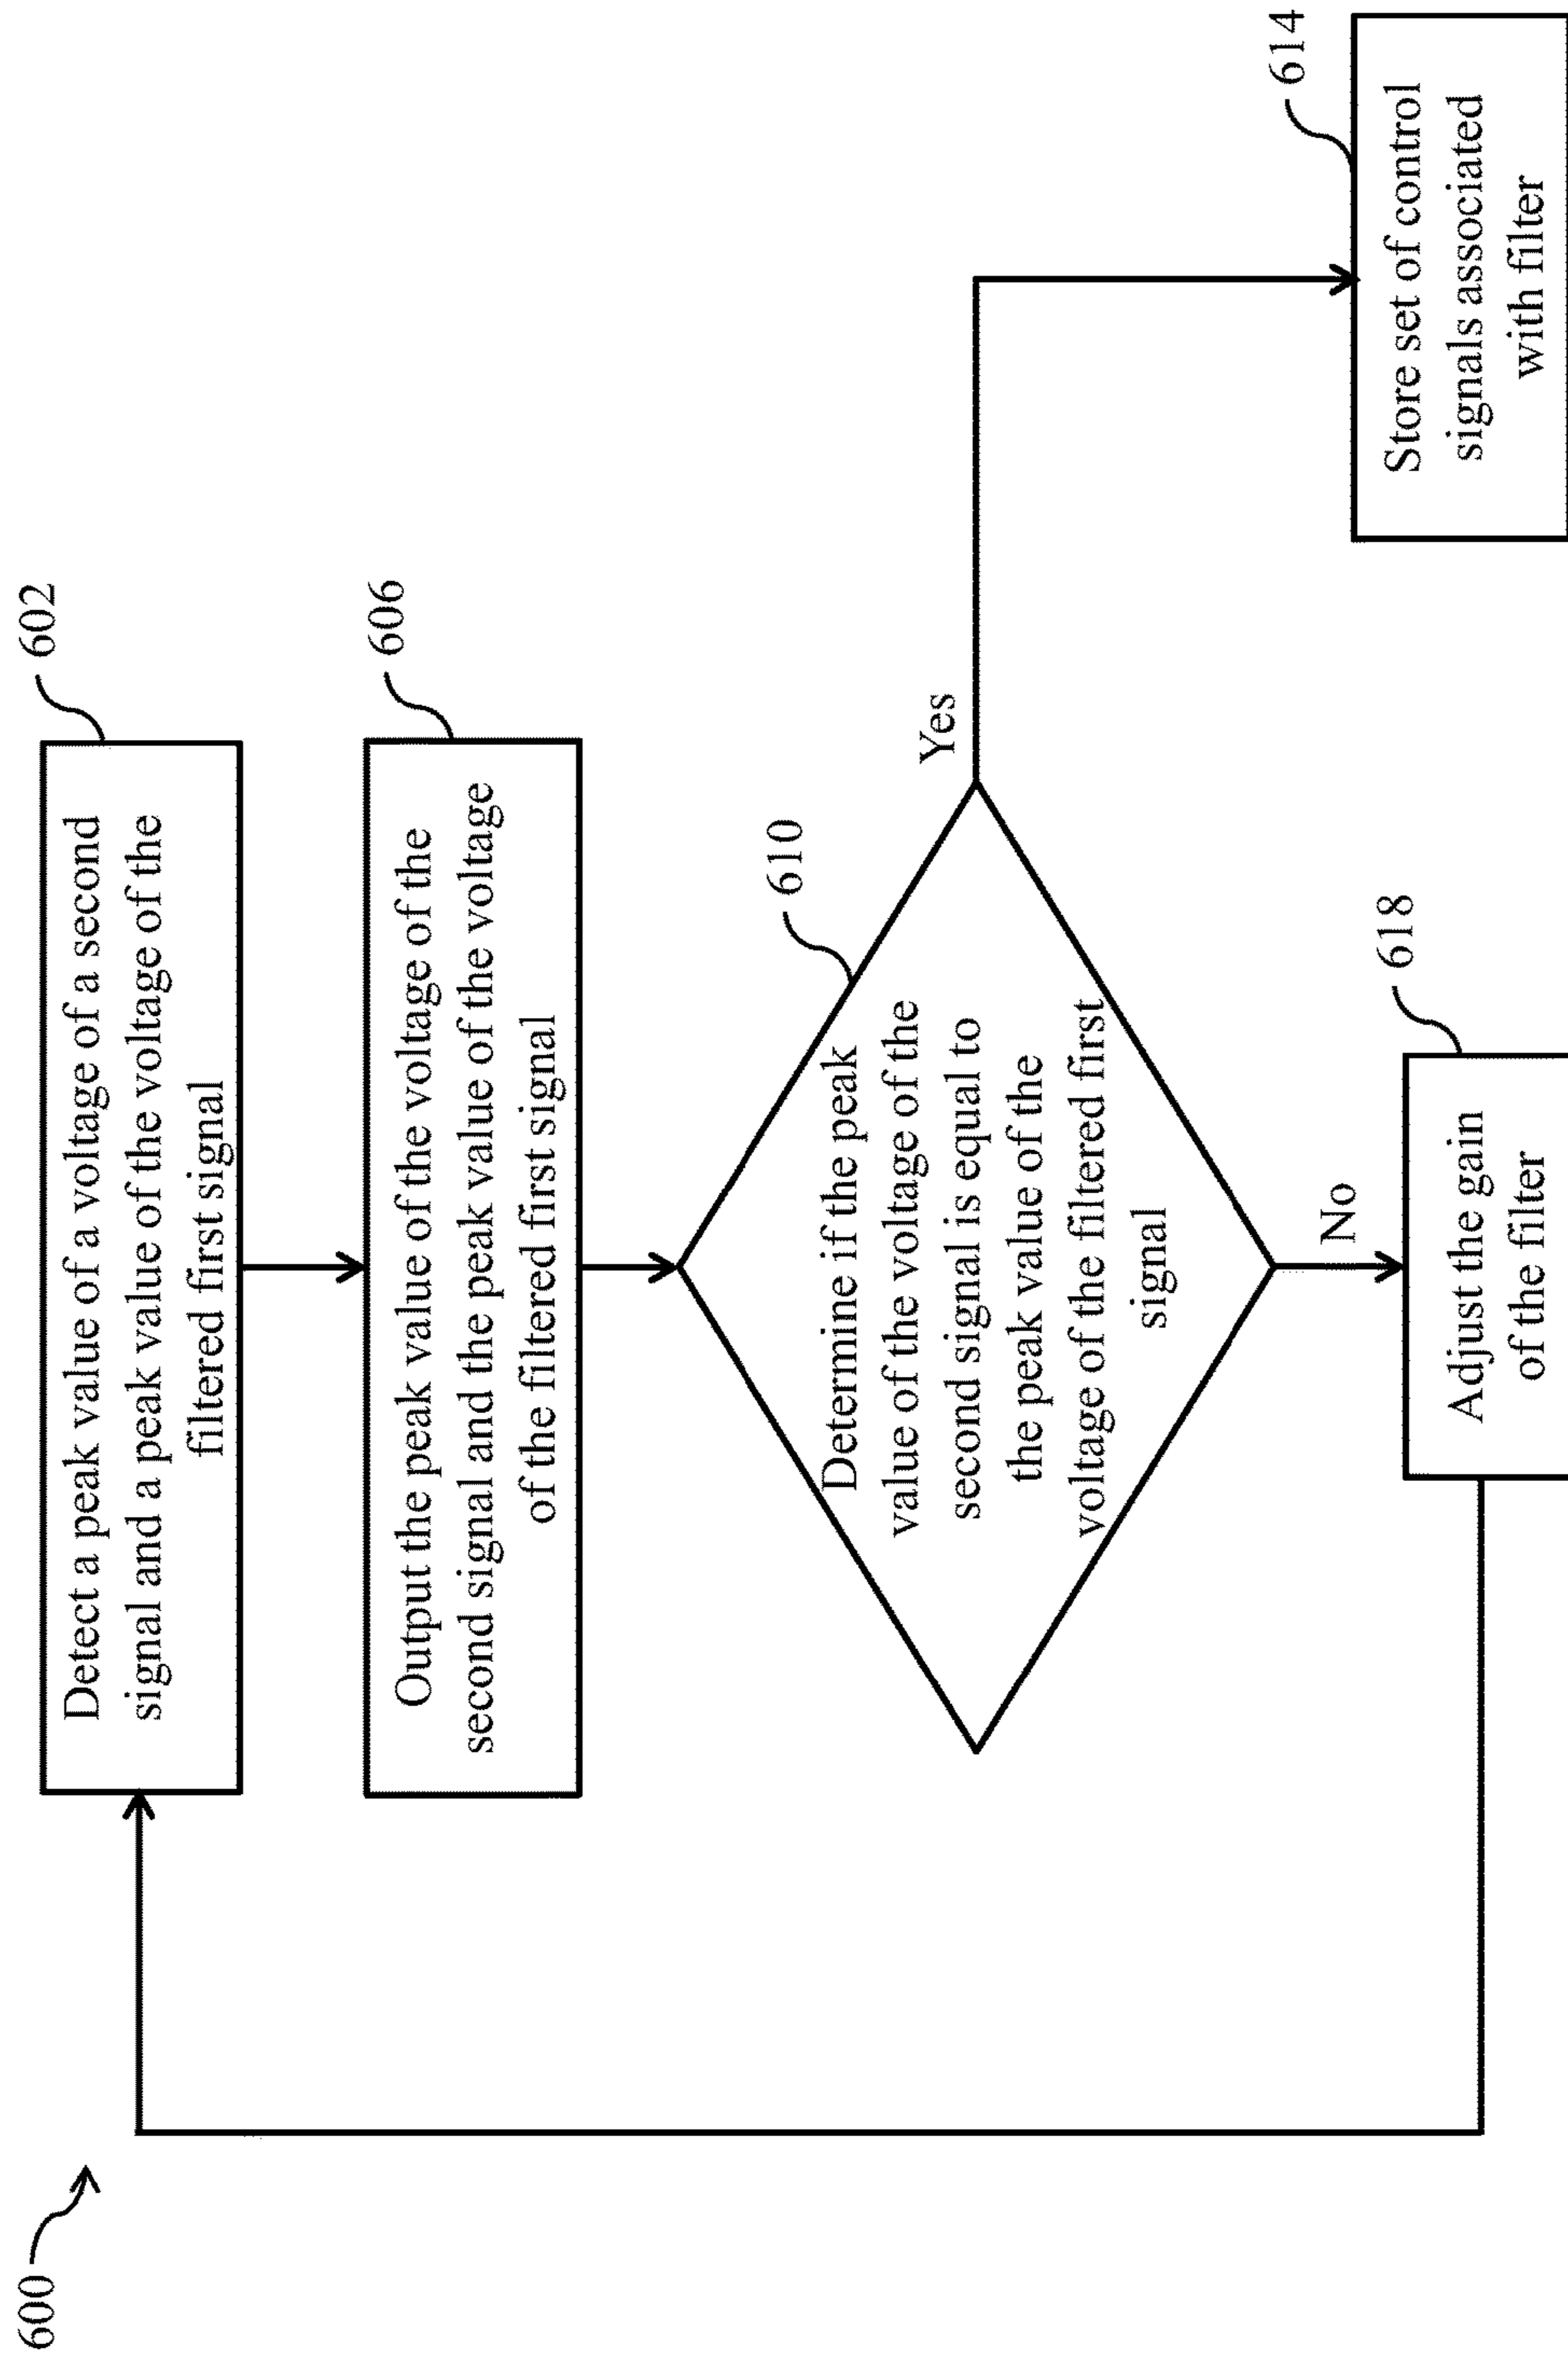 600
602
Detect a peak value of a voltage of a second
signal and a peak value of the voltage of the
filtered first signal
606
Output the peak value of the voltage of the
second signal and the peak value of the voltage
of the filtered first signal
610
Determine if the peak
value of the voltage of the
second signal is equal to
the peak value of the
voltage of the filtered first
signal
Yes
614
Store set of control
signals associated
with filter
No
618
Adjust the gain
of the filter